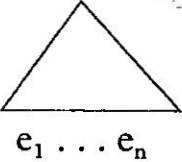 e₁ . . . eₙ